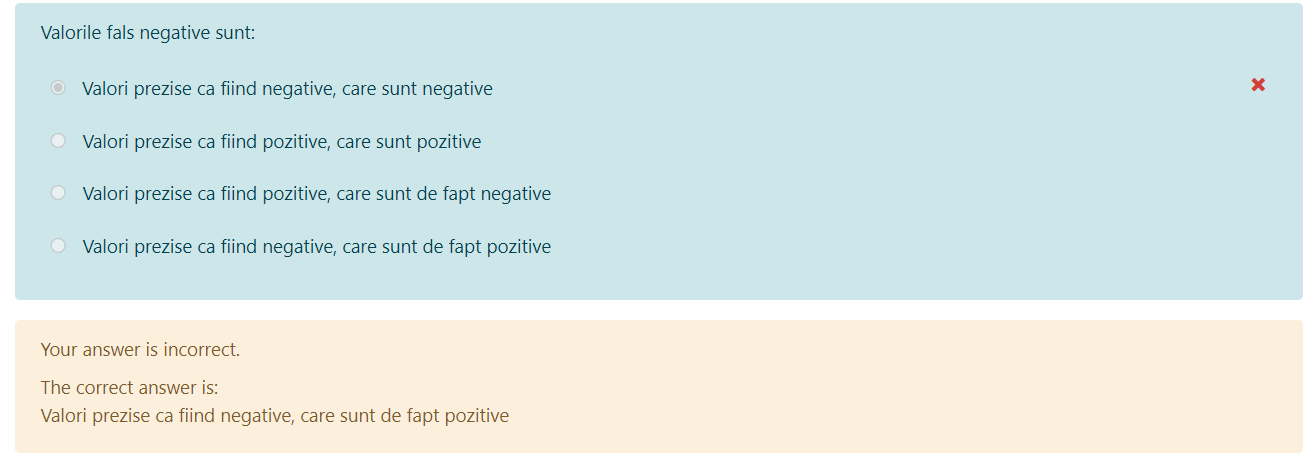 Valorile fals negative sunt:
Valori prezise ca fiind negative, care sunt negative
Valori prezise ca fiind pozitive, care sunt pozitive
Valori prezise ca fiind pozitive, care sunt de fapt negative
Valori prezise ca fiind negative, care sunt de fapt pozitive
Your answer is incorrect.
The correct answer is:
Valori prezise ca fiind negative, care sunt de fapt pozitive